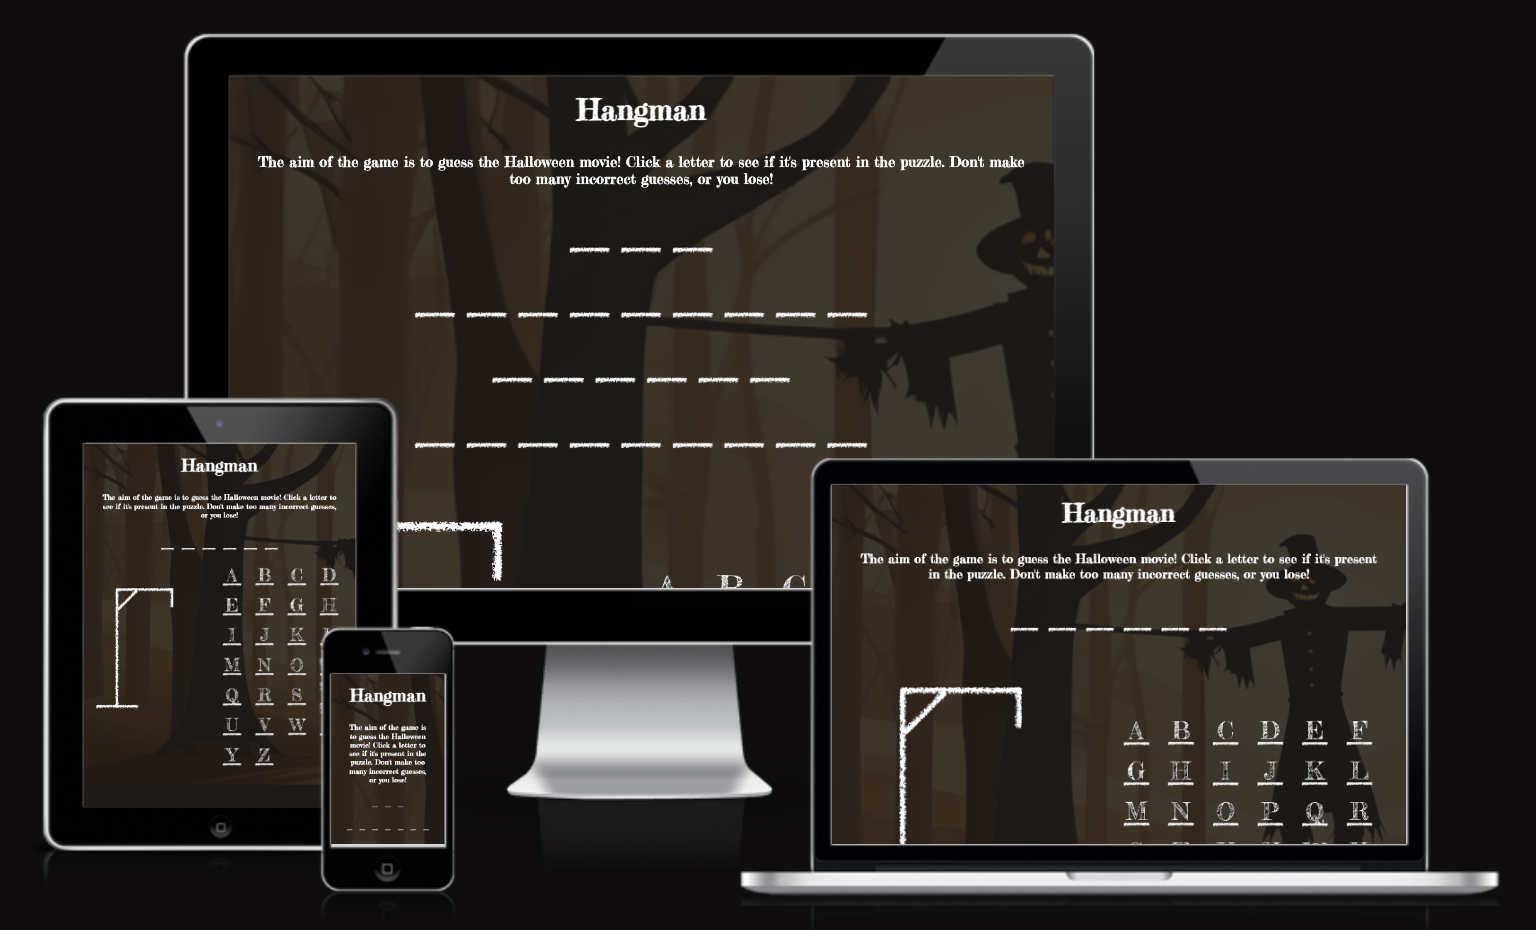 Hangman
The aim of the game is to guess the Halloween movie! Click a letter to see if it's present in the puzzle. Don't make
too many incorrect guesses, or you lose!
A B C
Hangman
The aim of the game is to guess the Halloween movie! Click a letter to
see if it's present in the puzzle. Don't make too many incorrect guesses,
or you lose!
A B C D
E F G H
I J K
M N O
Q R S
U V W
Y Z
Hangman
The aim of the game is
to guess the Halloween
movie! Click a letter to
see if it's present in the
puzzle. Don't make too
many incorrect guesses,
or you lose!
Hangman
The aim of the game is to guess the Halloween movie! Click a letter to see if it's present
in the puzzle. Don't make too many incorrect guesses, or you lose!
A B C D E F
G H I J K L
M N O P Q R